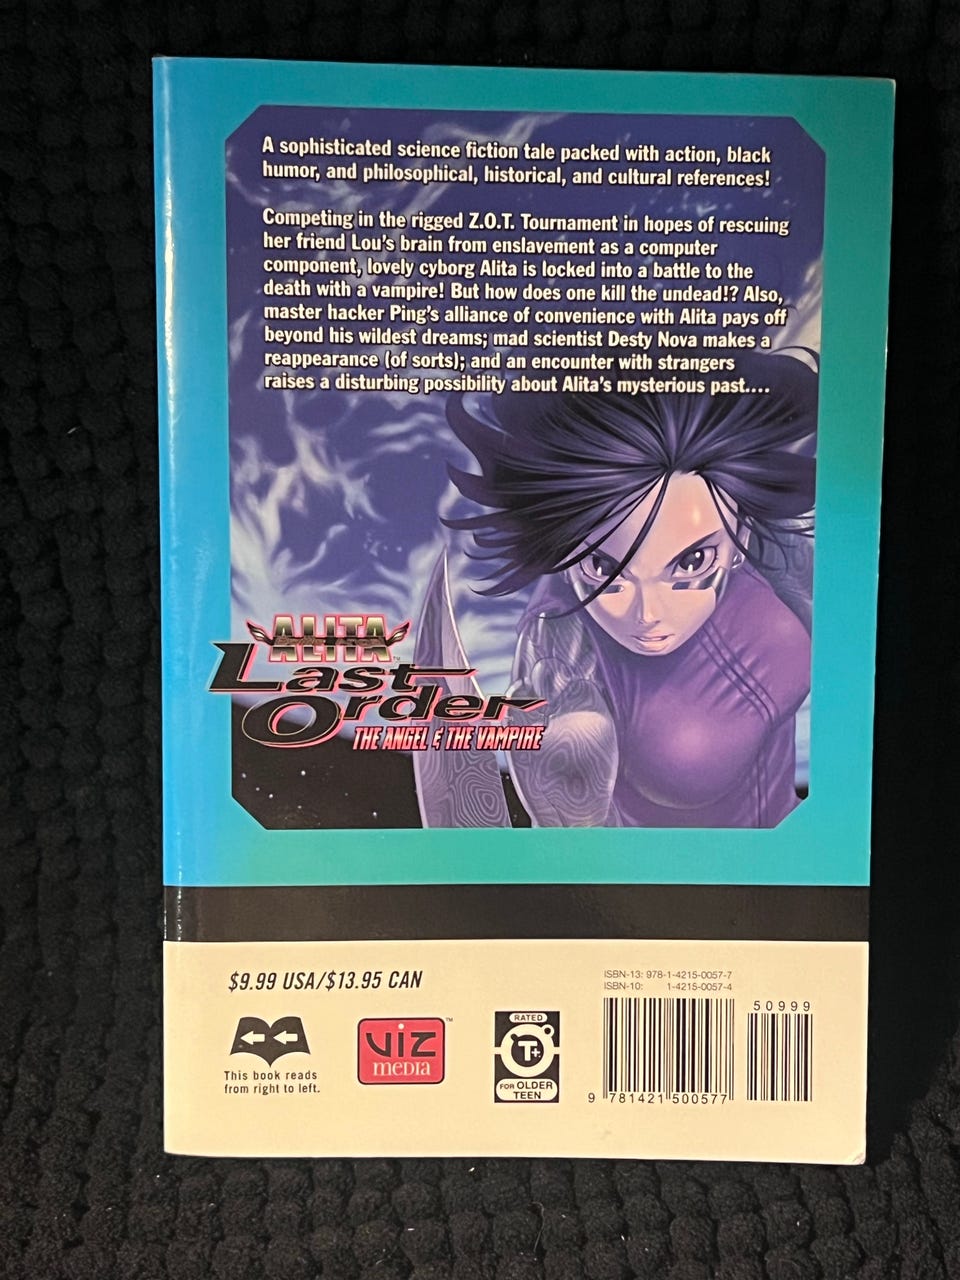 A sophisticated science fiction tale packed with action, black
humor, and philosophical, historical, and cultural references!
Competing in the rigged Z.O.T. Tournament in hopes of rescuing
her friend Lou's brain from enslavement as a computer
component, lovely cyborg Alita is locked into a battle to the
death with a vampire! But how does one kill the undead!? Also,
master hacker Ping's alliance of convenience with Alita pays off
beyond his wildest dreams; mad scientist Desty Nova makes a
reappearance (of sorts); and an encounter with strangers
raises a disturbing possibility about Alita's mysterious past....
ALITA
Last
Order
THE ANGEL & THE VAMPIRE
$9.99 USA/$13.95 CAN
This book reads
from right to left.
VIZ
MEDIA
TM
RATED
T+
FOR OLDER
TEEN
ISBN-13: 978-1-4215-0057-7
ISBN-10: 1-4215-0057-4
50999
9 781421 500577